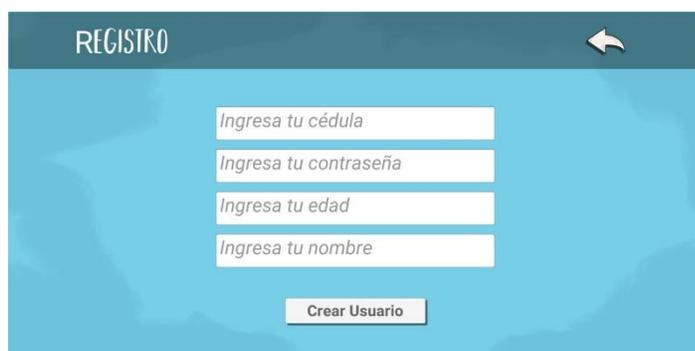 REGISTRO
Ingresa tu cédula
Ingresa tu contraseña
Ingresa tu edad
Ingresa tu nombre
Crear Usuario